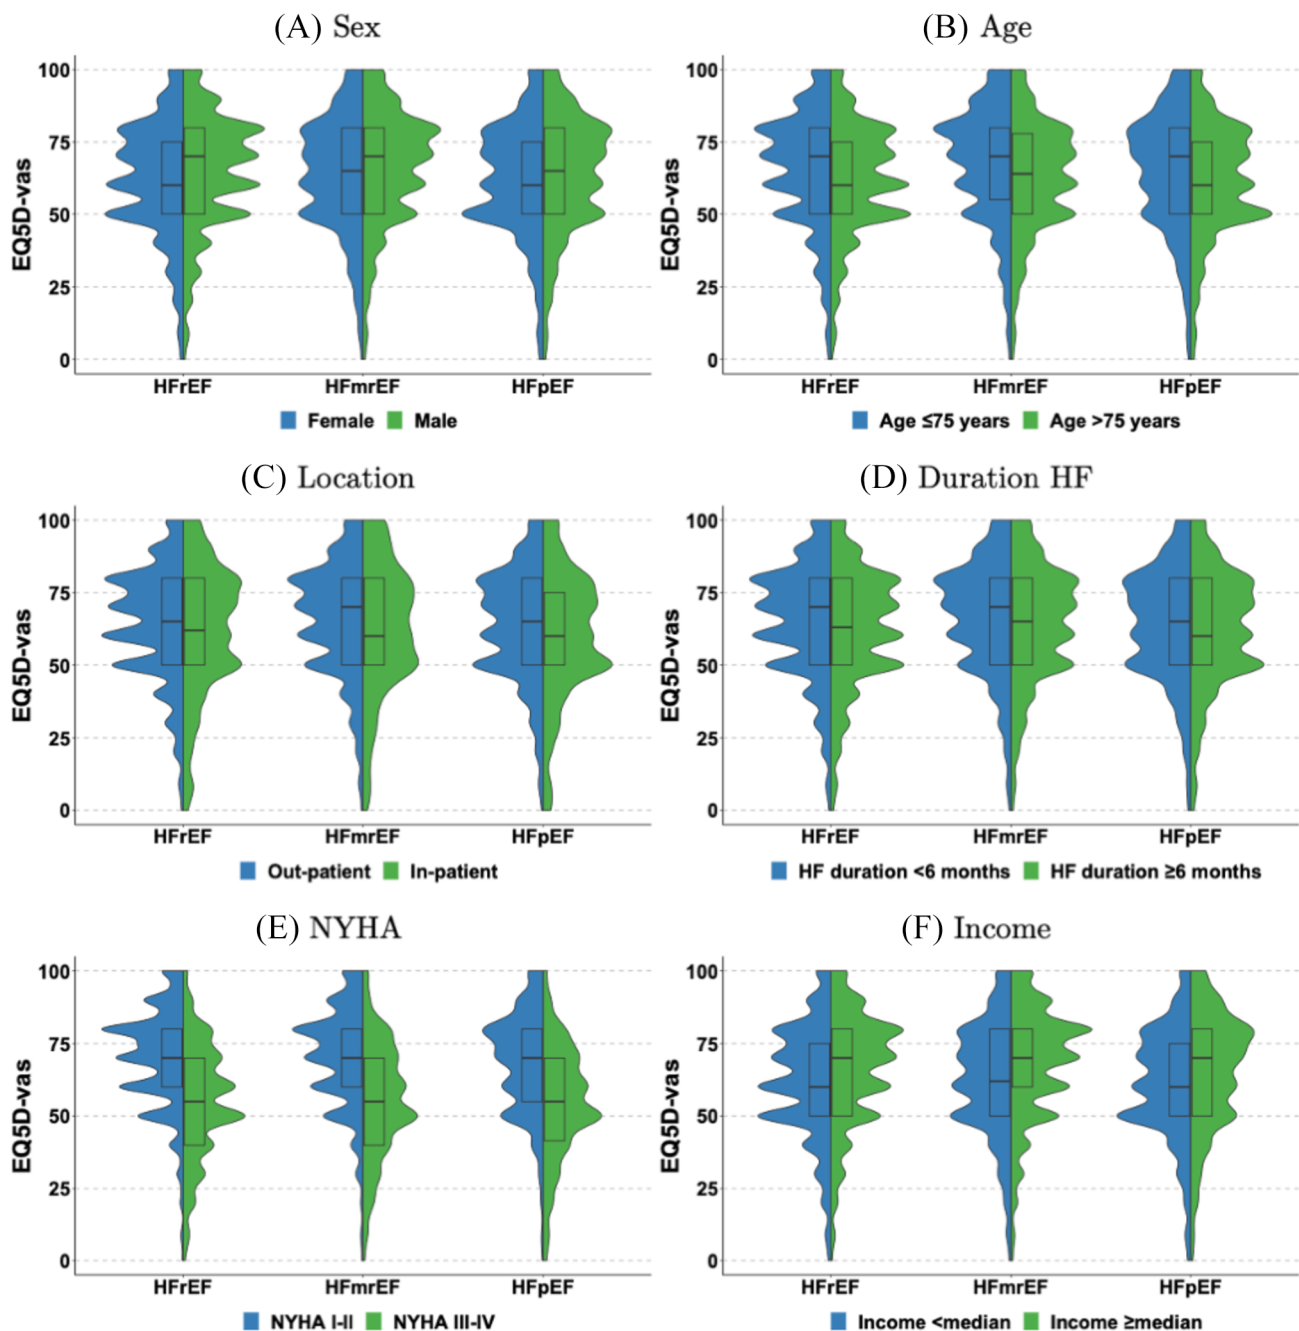 (A) Sex
(B) Age
100
75
50
25
0
EQ5D-vas
HFrEF HFmrEF HFpEF
Female Male
100
75
50
25
0
EQ5D-vas
HFrEF HFmrEF HFpEF
Age ≤75 years Age >75 years
(C) Location
(D) Duration HF
100
75
50
25
0
EQ5D-vas
HFrEF HFmrEF HFpEF
Out-patient In-patient
100
75
50
25
0
EQ5D-vas
HFrEF HFmrEF HFpEF
HF duration <6 months HF duration ≥6 months
(E) NYHA
(F) Income
100
75
50
25
0
EQ5D-vas
HFrEF HFmrEF HFpEF
NYHA I-II NYHA III-IV
100
75
50
25
0
EQ5D-vas
HFrEF HFmrEF HFpEF
Income <median Income ≥median